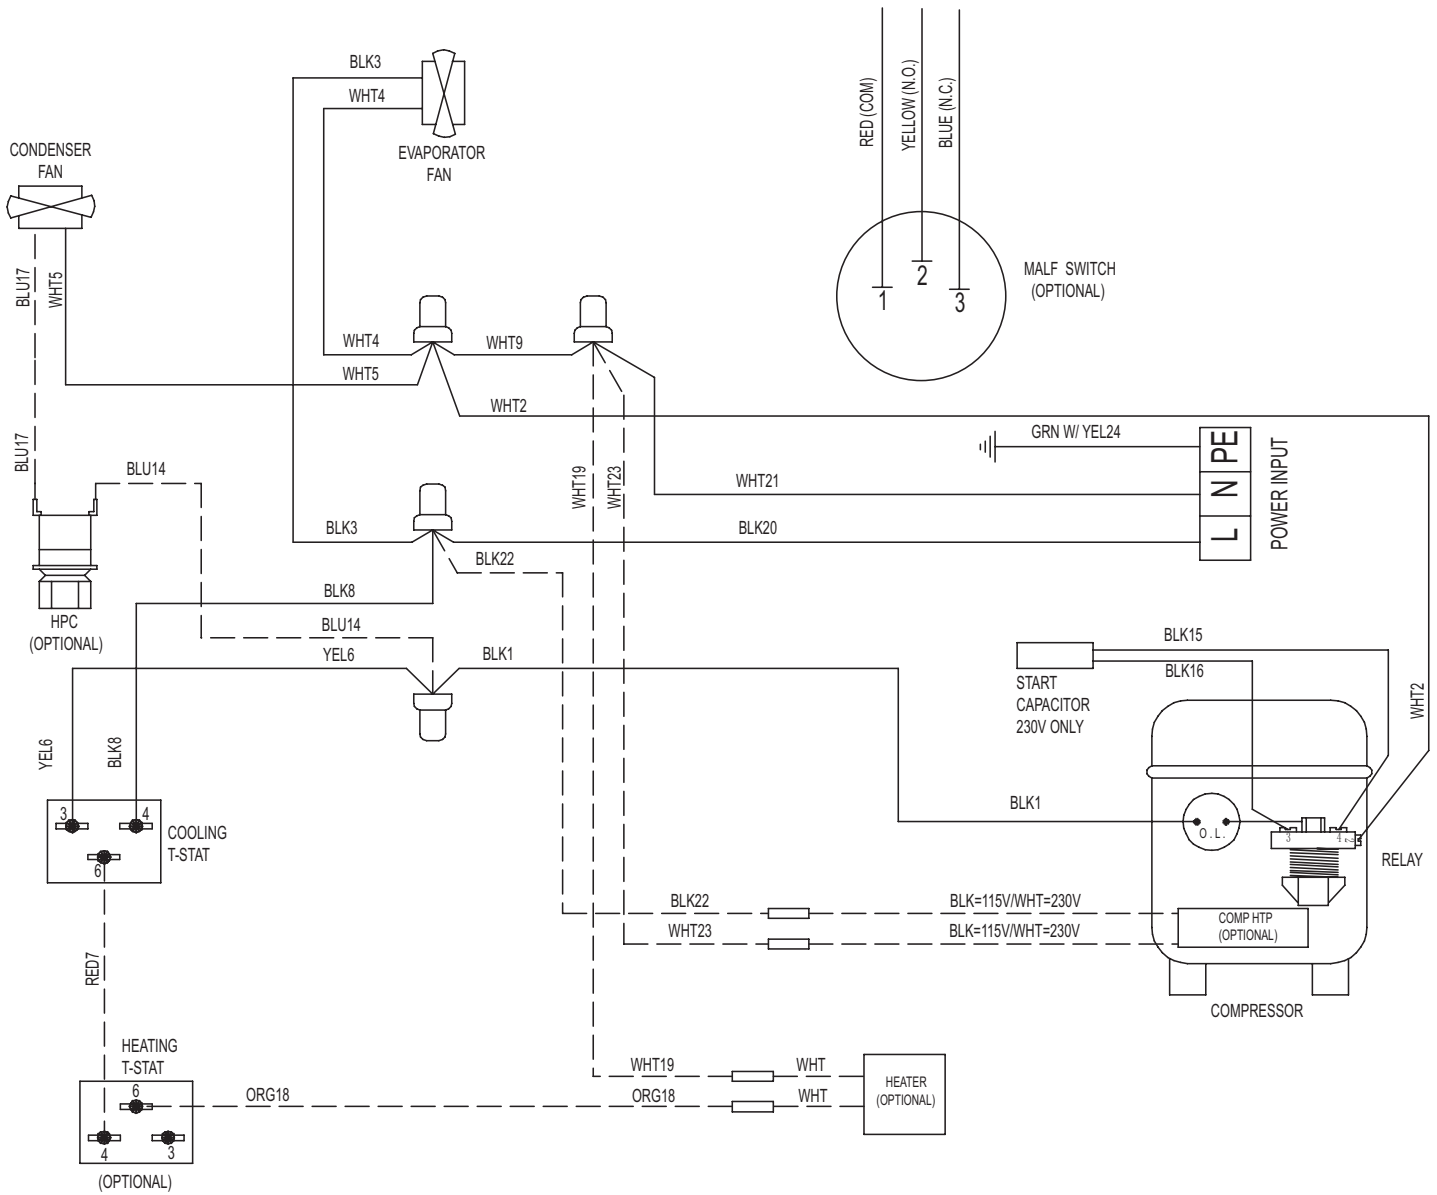 BLK3
WHT4
EVAPORATOR
FAN
CONDENSER
FAN
RED (COM)
YELLOW (N.O.)
BLUE (N.C.)
1
2
3
MALF SWITCH
(OPTIONAL)
BLU17
WHT5
WHT4
WHT9
WHT5
WHT2
GRN W/ YEL24
PE
N
L
POWER INPUT
BLU17
BLU14
WHT19
WHT23
WHT21
BLK3
BLK20
BLK22
BLK8
HPC
(OPTIONAL)
BLU14
YEL6
BLK1
BLK15
BLK16
START
CAPACITOR
230V ONLY
WHT2
YEL6
BLK8
3
4
6
COOLING
T-STAT
BLK1
O.L.
3
4
2
RELAY
BLK22
BLK=115V/WHT=230V
WHT23
BLK=115V/WHT=230V
COMP HTP
(OPTIONAL)
COMPRESSOR
RED7
HEATING
T-STAT
6
4
3
(OPTIONAL)
ORG18
WHT19
WHT
ORG18
WHT
HEATER
(OPTIONAL)